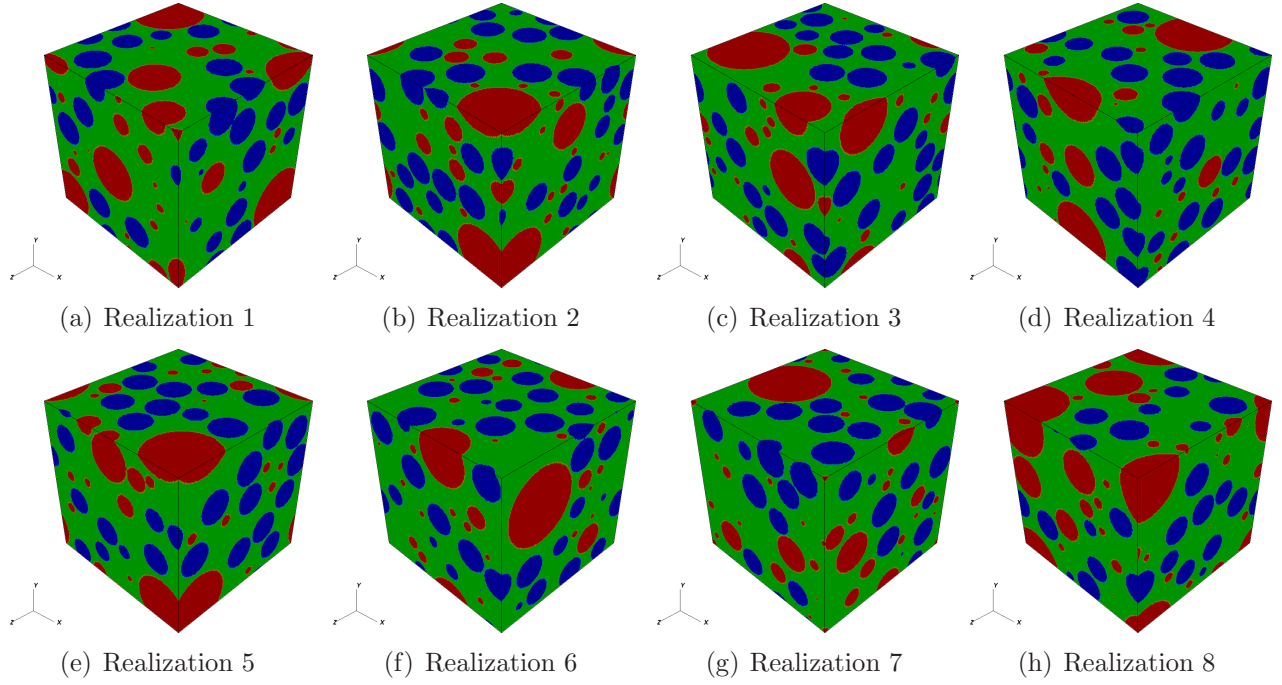 Y Y Y Y
Z X Z X Z X Z X
(a) Realization 1 (b) Realization 2 (c) Realization 3 (d) Realization 4
Y Y Y Y
Z X Z X Z X Z X
(e) Realization 5 (f) Realization 6 (g) Realization 7 (h) Realization 8